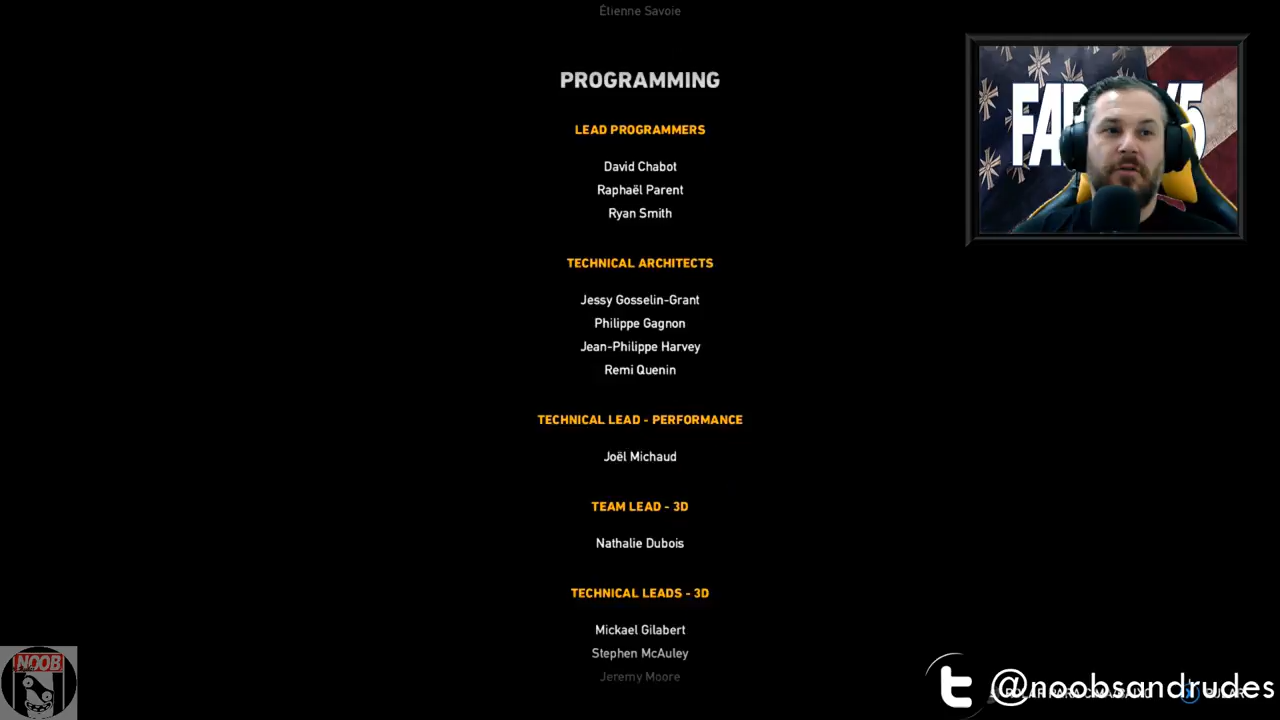 Étienne Savoie
PROGRAMMING
LEAD PROGRAMMERS
David Chabot
Raphaël Parent
Ryan Smith
TECHNICAL ARCHITECTS
Jessy Gosselin-Grant
Philippe Gagnon
Jean-Philippe Harvey
Remi Quenin
TECHNICAL LEAD - PERFORMANCE
Joël Michaud
TEAM LEAD - 3D
Nathalie Dubois
TECHNICAL LEADS - 3D
Mickael Gilabert
Stephen McAuley
Jeremy Moore
NOOB
@noobsandrudes